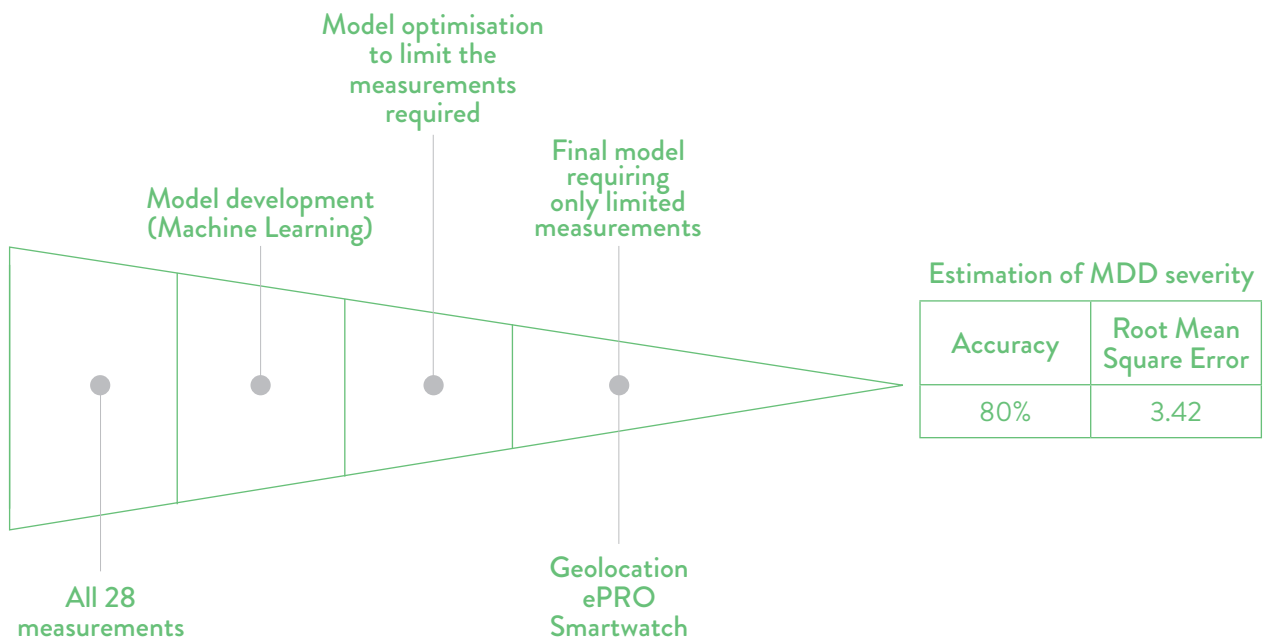 Model optimisation
to limit the
measurements
required
Final model
requiring
only limited
measurements
Model development
(Machine Learning)
Estimation of MDD severity
Accuracy
Root Mean
Square Error
80%
3.42
All 28
measurements
Geolocation
ePRO
Smartwatch